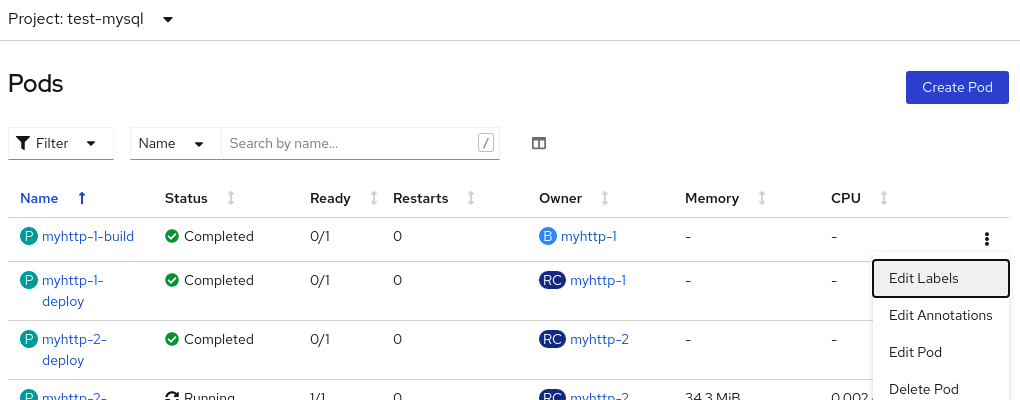 Project: test-mysql
Pods
Create Pod
Filter
Name
Search by name...
/
Name Status Ready Restarts Owner Memory CPU
P myhttp-1-build Completed 0/1 0 B myhttp-1 - -
P myhttp-1-
deploy
Completed 0/1 0 RC myhttp-1 - -
P myhttp-2-
deploy
Completed 0/1 0 RC myhttp-2 - -
P myhttp-2- Running 1/1 0 RC myhttp-2 34.3 MiB 0.002
Edit Labels
Edit Annotations
Edit Pod
Delete Pod